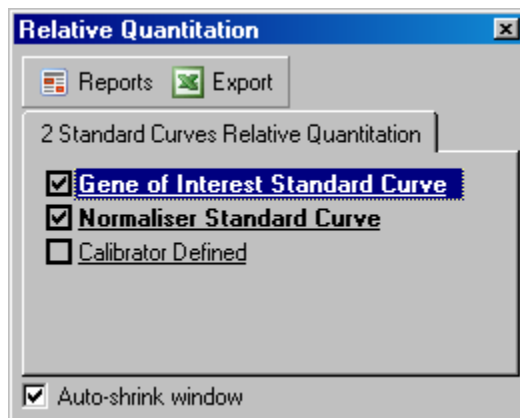 Relative Quantitation
Reports Export
2 Standard Curves Relative Quantitation
Gene of Interest Standard Curve
Normaliser Standard Curve
Calibrator Defined
Auto-shrink window